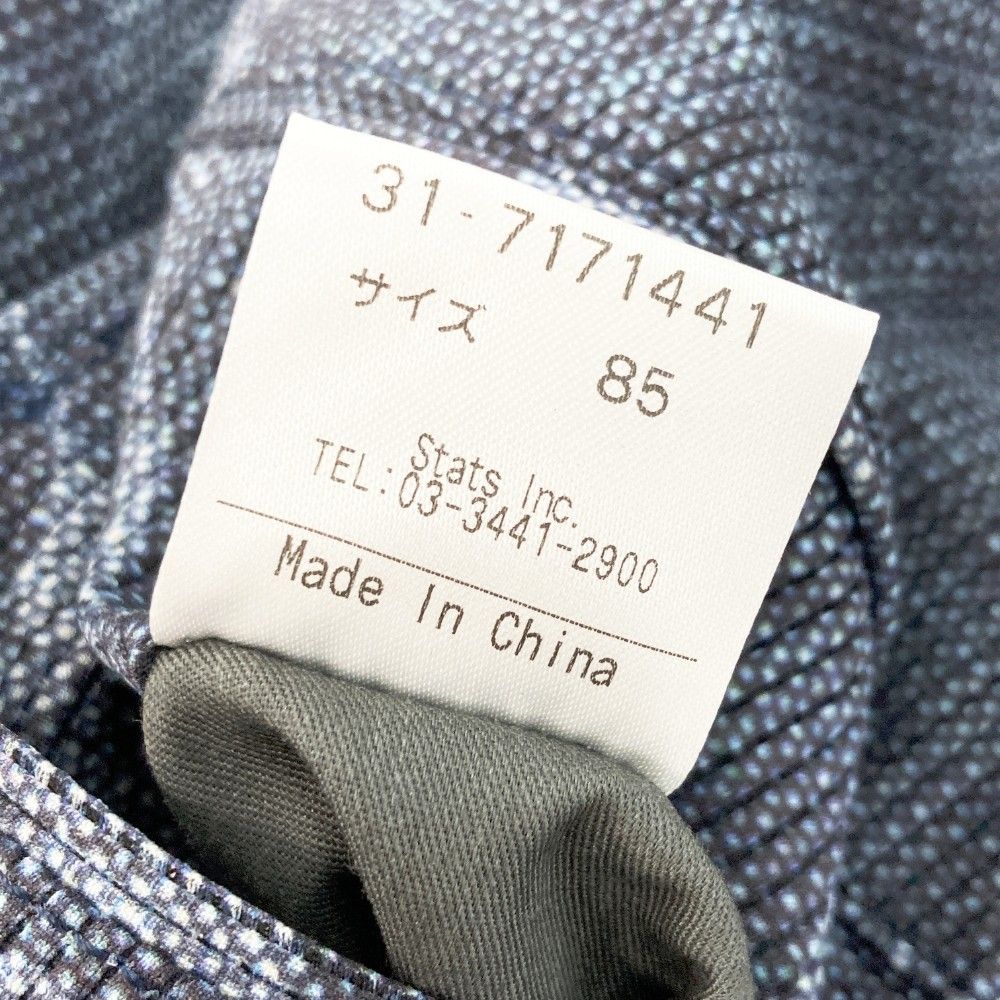 31-7171441
サイズ 85
Stats Inc.
TEL:03-3441-2900
Made In China